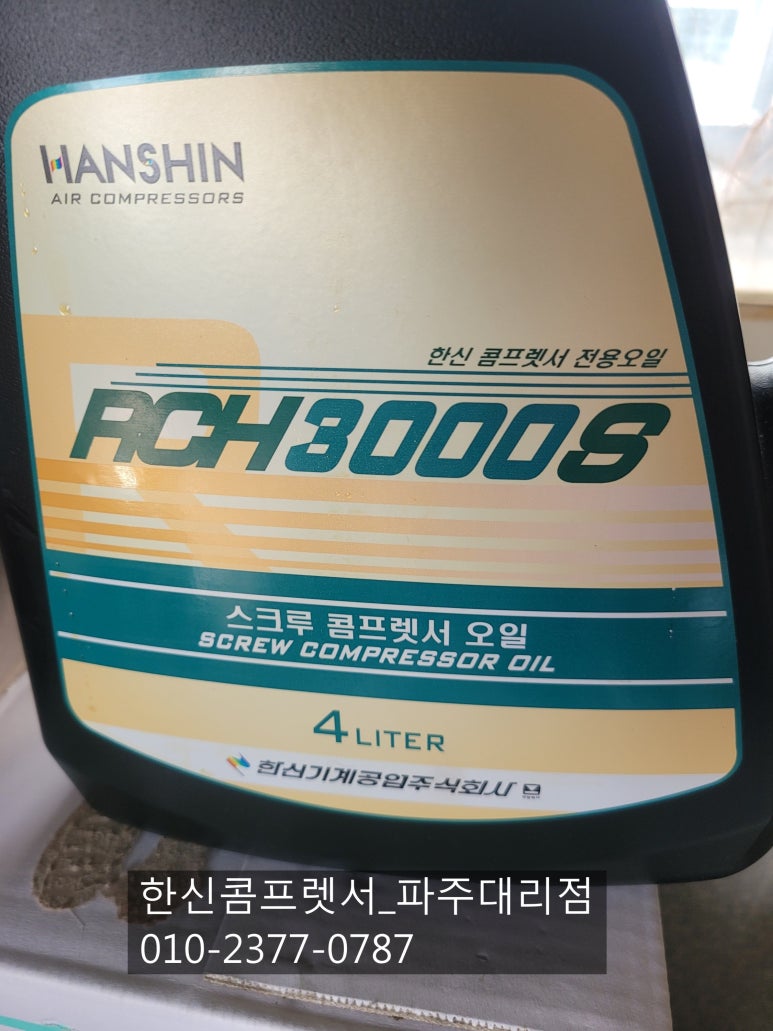 HANSHIN
AIR COMPRESSORS
한신 콤프렛서 전용오일
RCH3000S
스크루 콤프렛서 오일
SCREW COMPRESSOR OIL
4 LITER
한신기계공업주식회사
한신콤프렛서_파주대리점
010-2377-0787